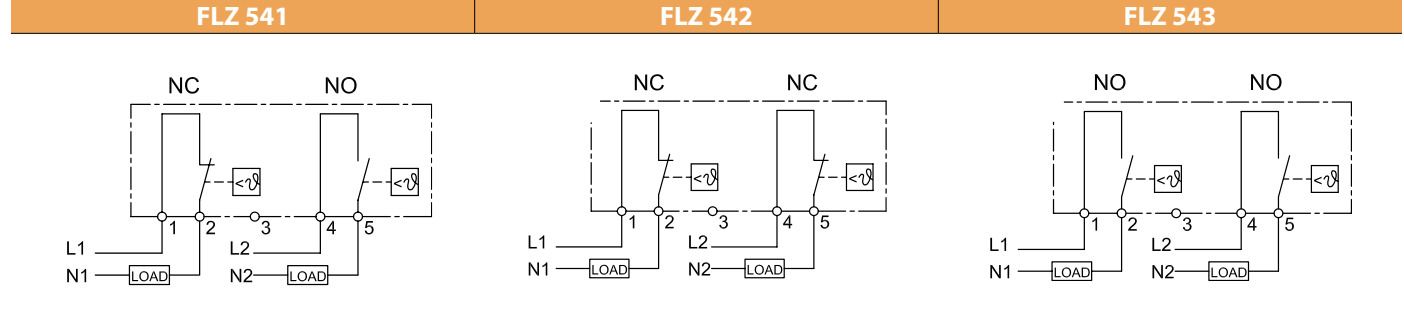 FLZ 541 FLZ 542 FLZ 543
NC NO NC NC NO NO
<ϑ <ϑ <ϑ <ϑ <ϑ <ϑ
1 2 3 4 5 1 2 3 4 5 1 2 3 4 5
L1 L2 L1 L2 L1 L2
N1 LOAD N2 LOAD N1 LOAD N2 LOAD N1 LOAD N2 LOAD